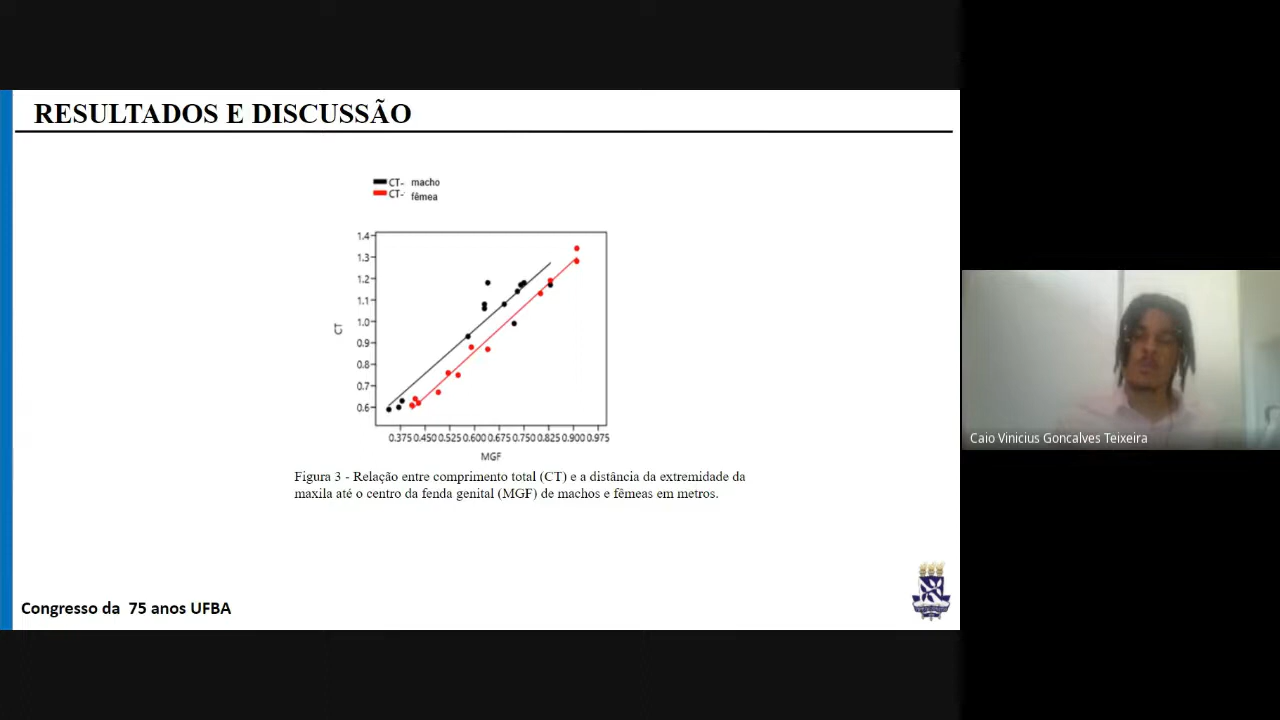 RESULTADOS E DISCUSSÃO
CT- macho
CT- fêmea
1.4
1.3
1.2
1.1
1.0
0.9
0.8
0.7
0.6
CT
0.375 0.450 0.525 0.600 0.675 0.750 0.825 0.900 0.975
MGF
Figura 3 - Relação entre comprimento total (CT) e a distância da extremidade da
maxila até o centro da fenda genital (MGF) de machos e fêmeas em metros.
Caio Vinicius Goncalves Teixeira
Congresso da 75 anos UFBA